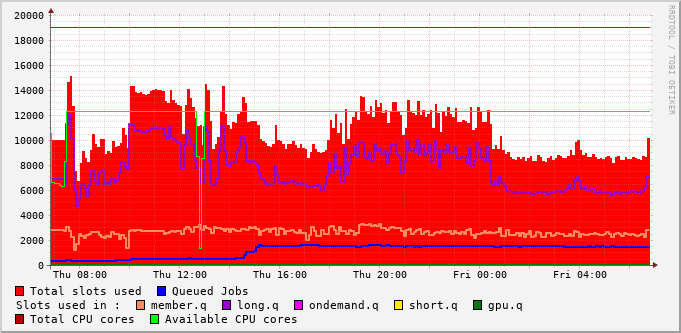 20000
18000
16000
14000
12000
10000
8000
6000
4000
2000
0
Thu 08:00 Thu 12:00 Thu 16:00 Thu 20:00 Fri 00:00 Fri 04:00
RRDTOOL / TOBI OETIKER
Total slots used Queued Jobs
Slots used in : member.q long.q ondemand.q short.q gpu.q
Total CPU cores Available CPU cores